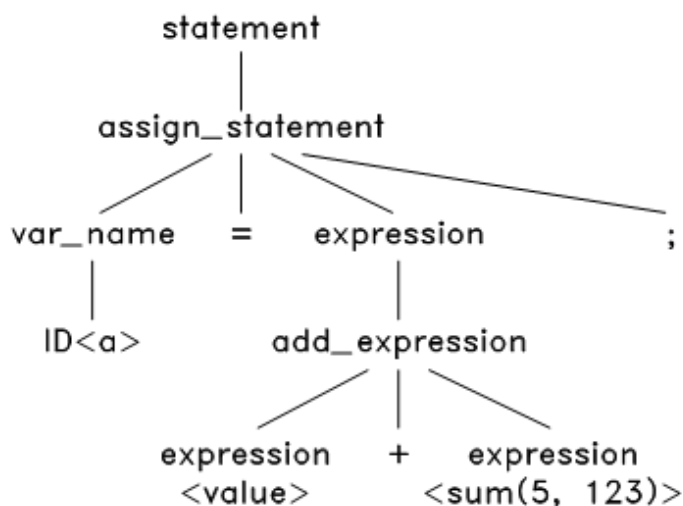 statement
assign_statement
var_name = expression ;
ID<a> add_expression
expression + expression
<value> <sum(5, 123)>